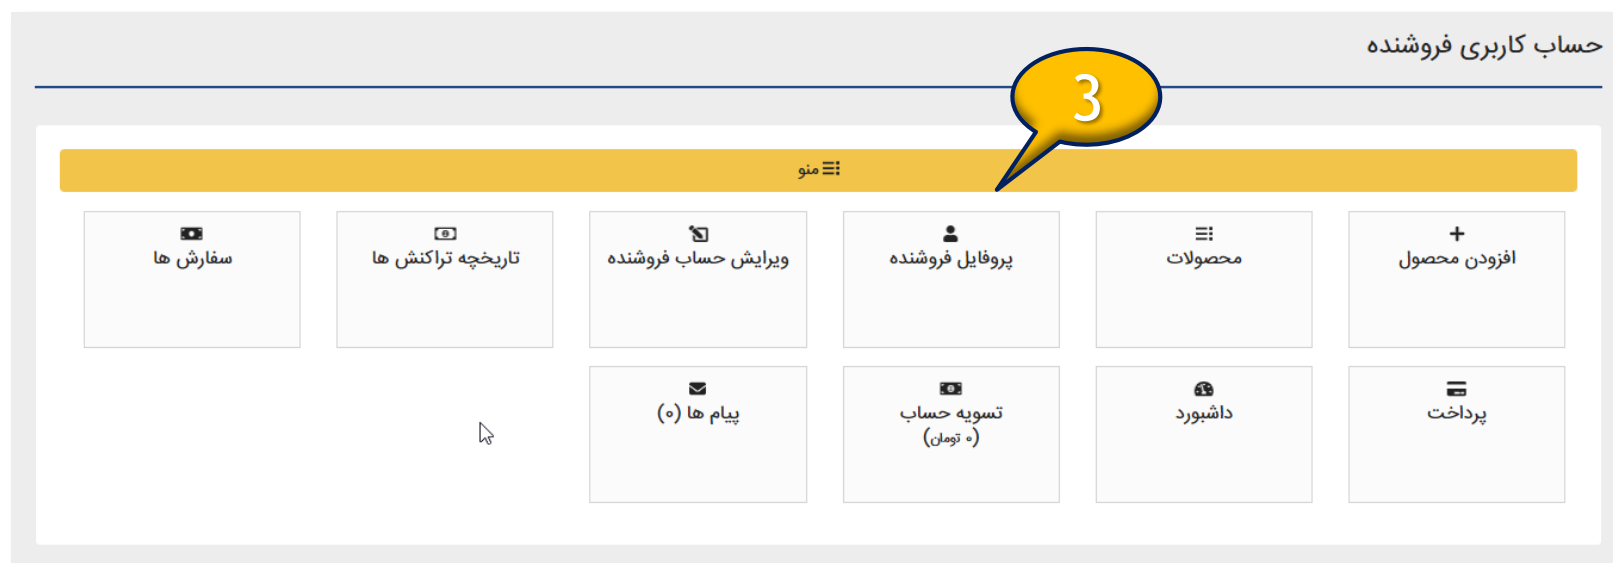 حساب کاربری فروشنده
3
منو
افزودن محصول
محصولات
پروفایل فروشنده
ویرایش حساب فروشنده
تاریخچه تراکنش ها
سفارش ها
پرداخت
داشبورد
تسویه حساب
(۰ تومان)
پیام ها (۰)